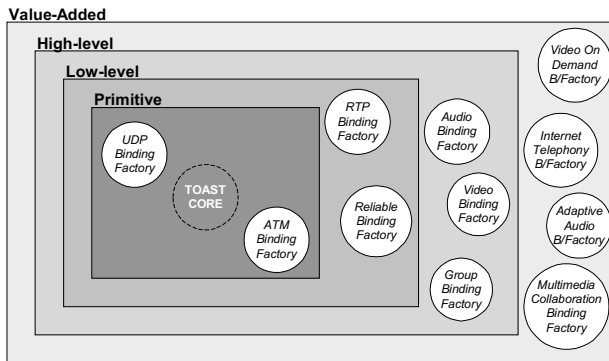 Value-Added
High-level
Low-level
Primitive
UDP
Binding
Factory
TOAST
CORE
ATM
Binding
Factory
RTP
Binding
Factory
Reliable
Binding
Factory
Audio
Binding
Factory
Video
Binding
Factory
Group
Binding
Factory
Video On
Demand
B/Factory
Internet
Telephony
B/Factory
Adaptive
Audio
B/Factory
Multimedia
Collaboration
Binding
Factory